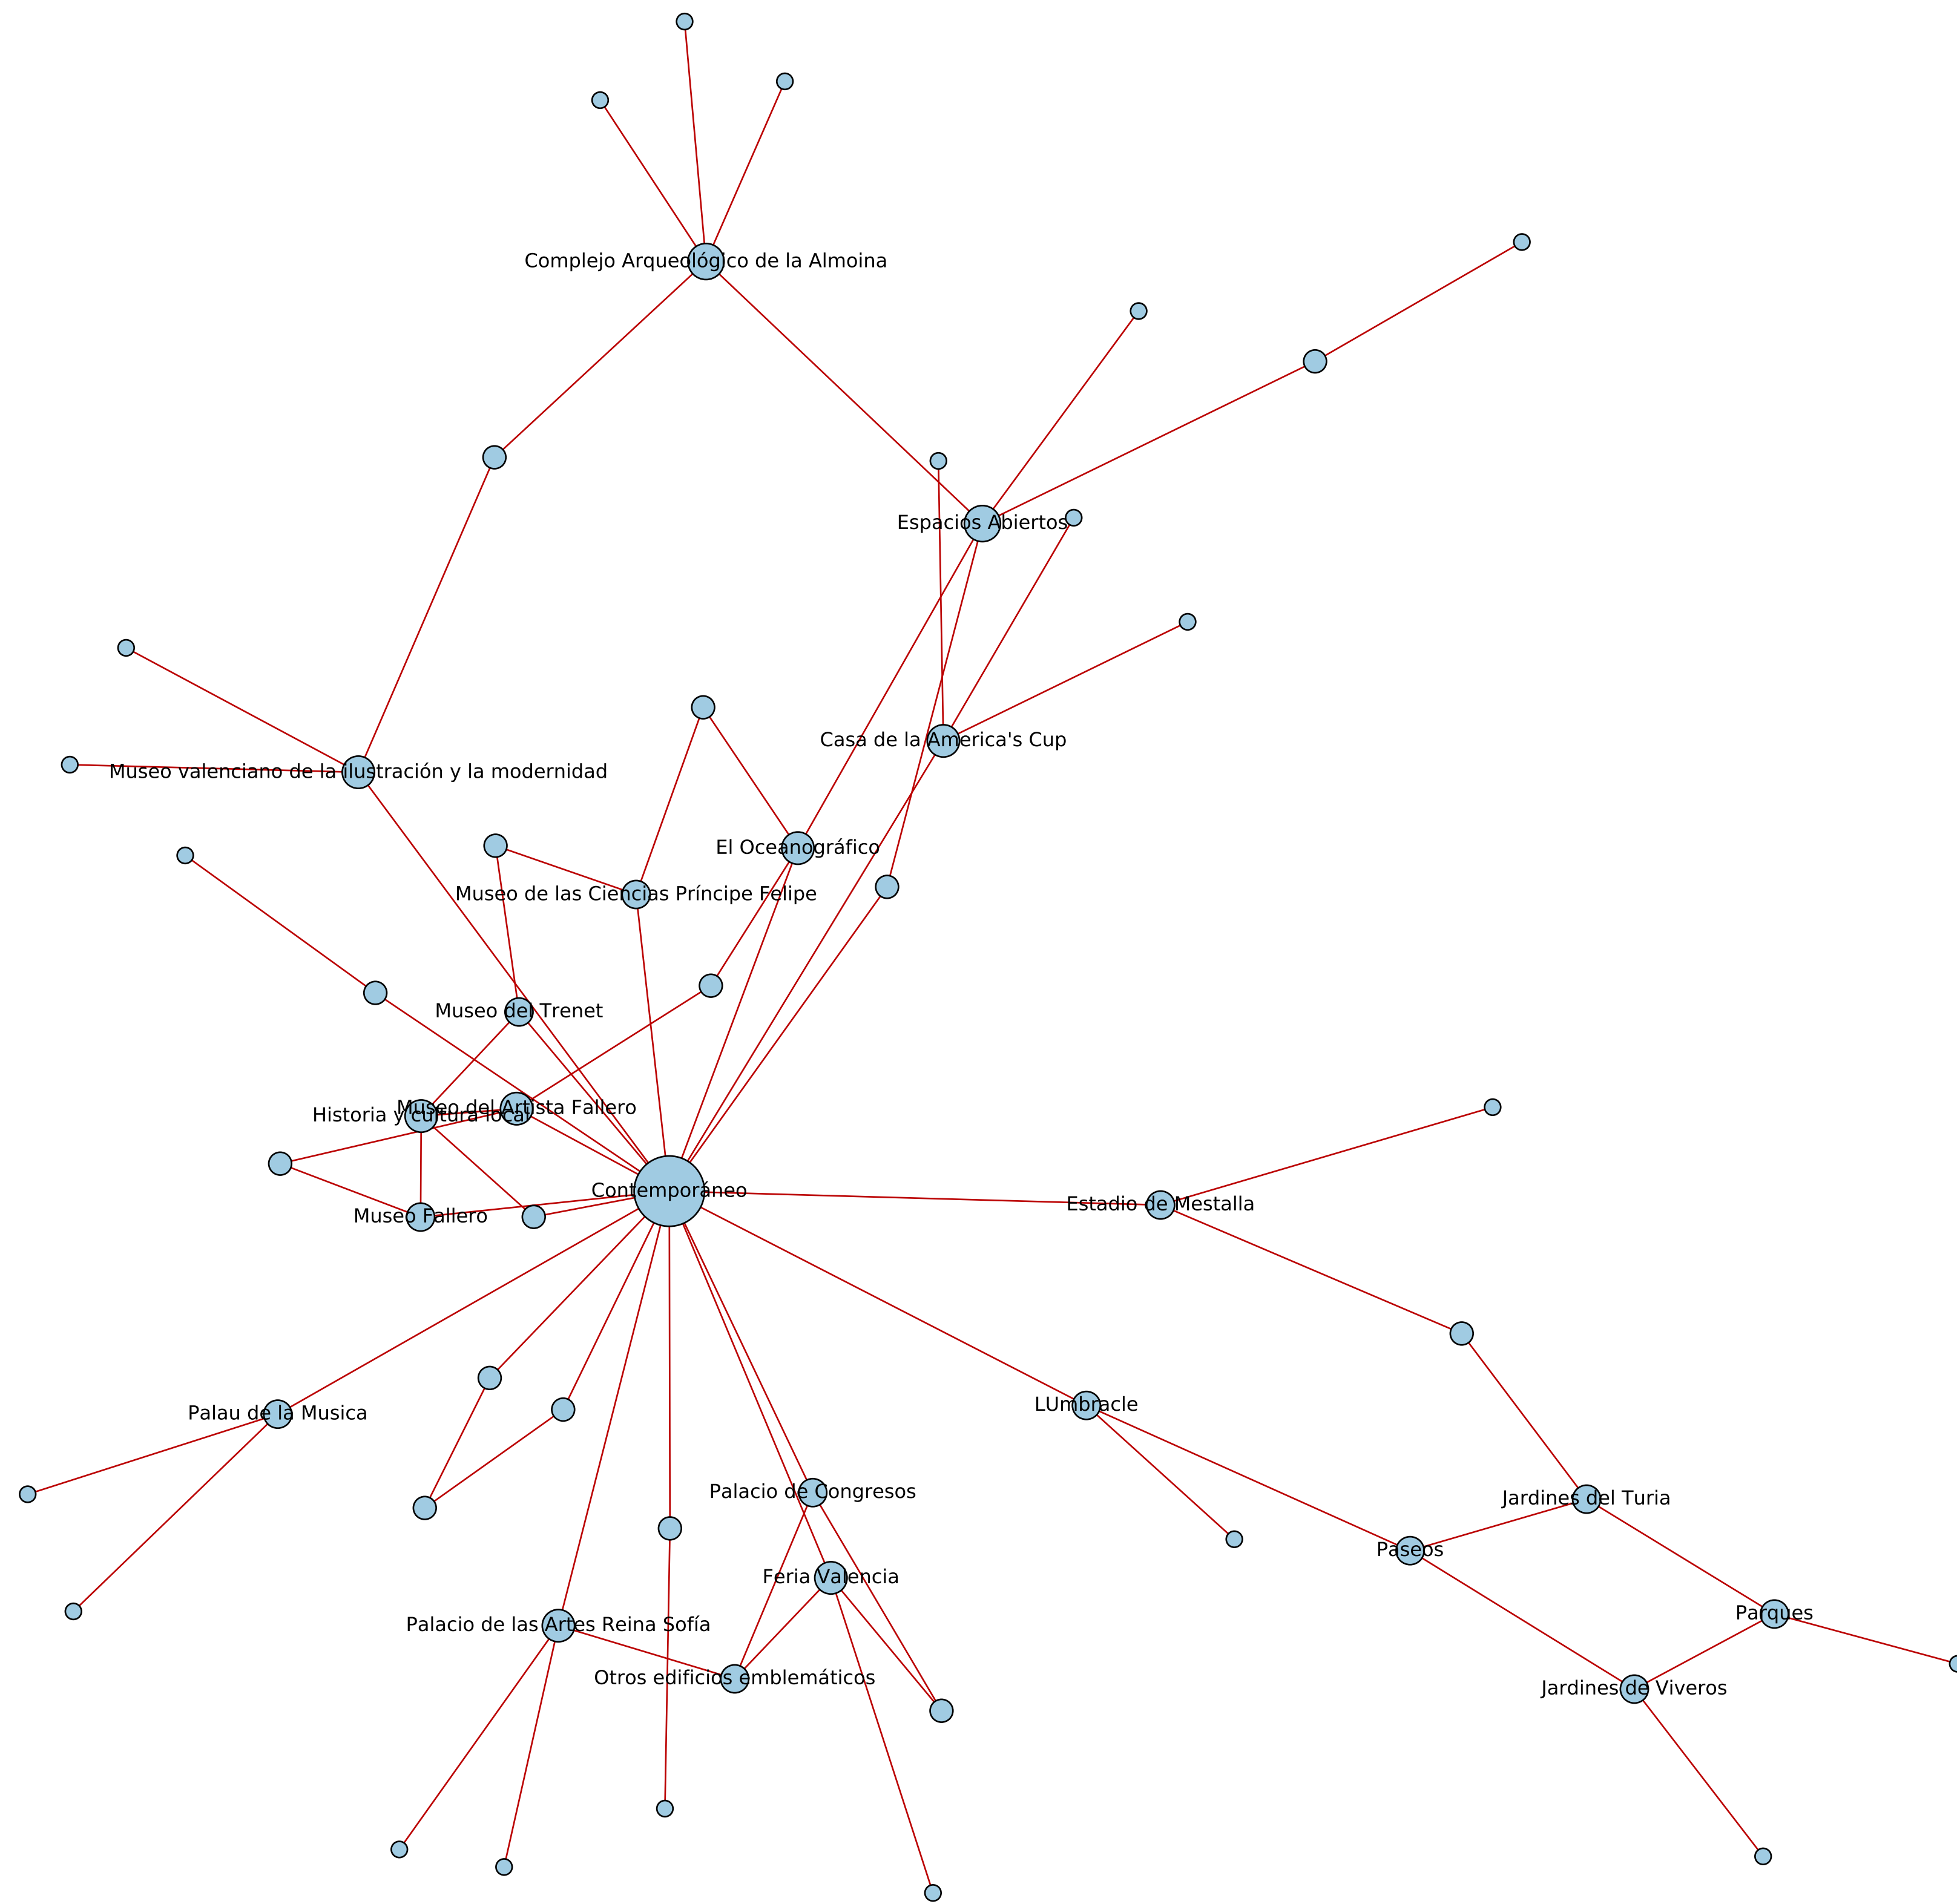 Complejo Arqueológico de la Almoina
Espacios Abiertos
Casa de la America's Cup
Museo valenciano de la ilustración y la modernidad
El Oceanográfico
Museo de las Ciencias Príncipe Felipe
Museo del Trenet
Museo del Artista Fallero
Historia y cultura local
Contemporáneo
Estadio de Mestalla
Museo Fallero
LUmbracle
Palau de la Musica
Palacio de Congresos
Jardines del Turia
Paseos
Feria Valencia
Parques
Palacio de las Artes Reina Sofía
Otros edificios emblemáticos
Jardines de Viveros